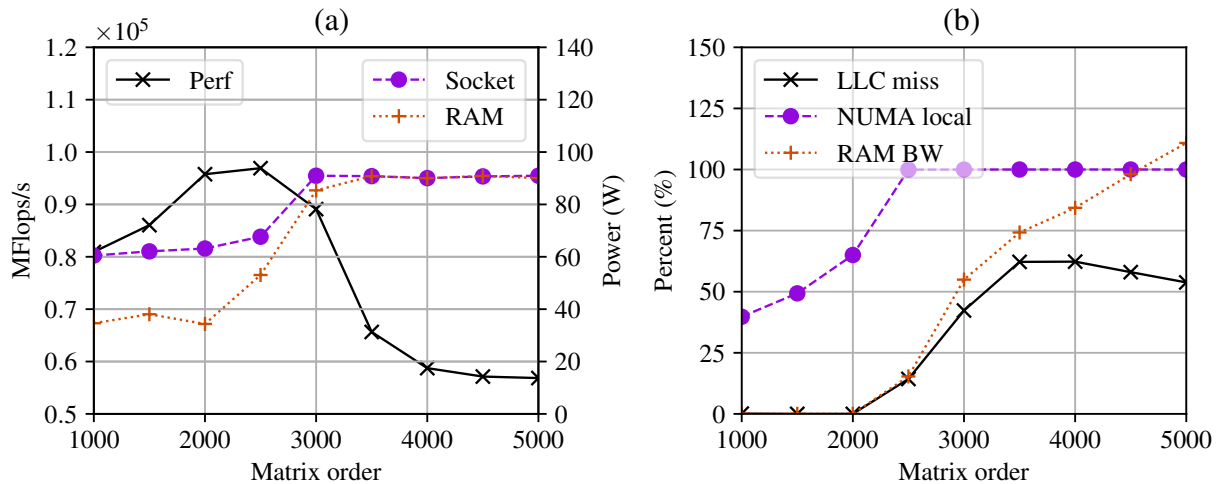 (a)
×10⁵
1.2
1.1
1.0
0.9
0.8
0.7
0.6
0.5
MFlops/s
Perf
Socket
RAM
140
120
100
80
60
40
20
0
Power (W)
1000 2000 3000 4000 5000
Matrix order
(b)
150
125
100
75
50
25
0
Percent (%)
LLC miss
NUMA local
RAM BW
1000 2000 3000 4000 5000
Matrix order